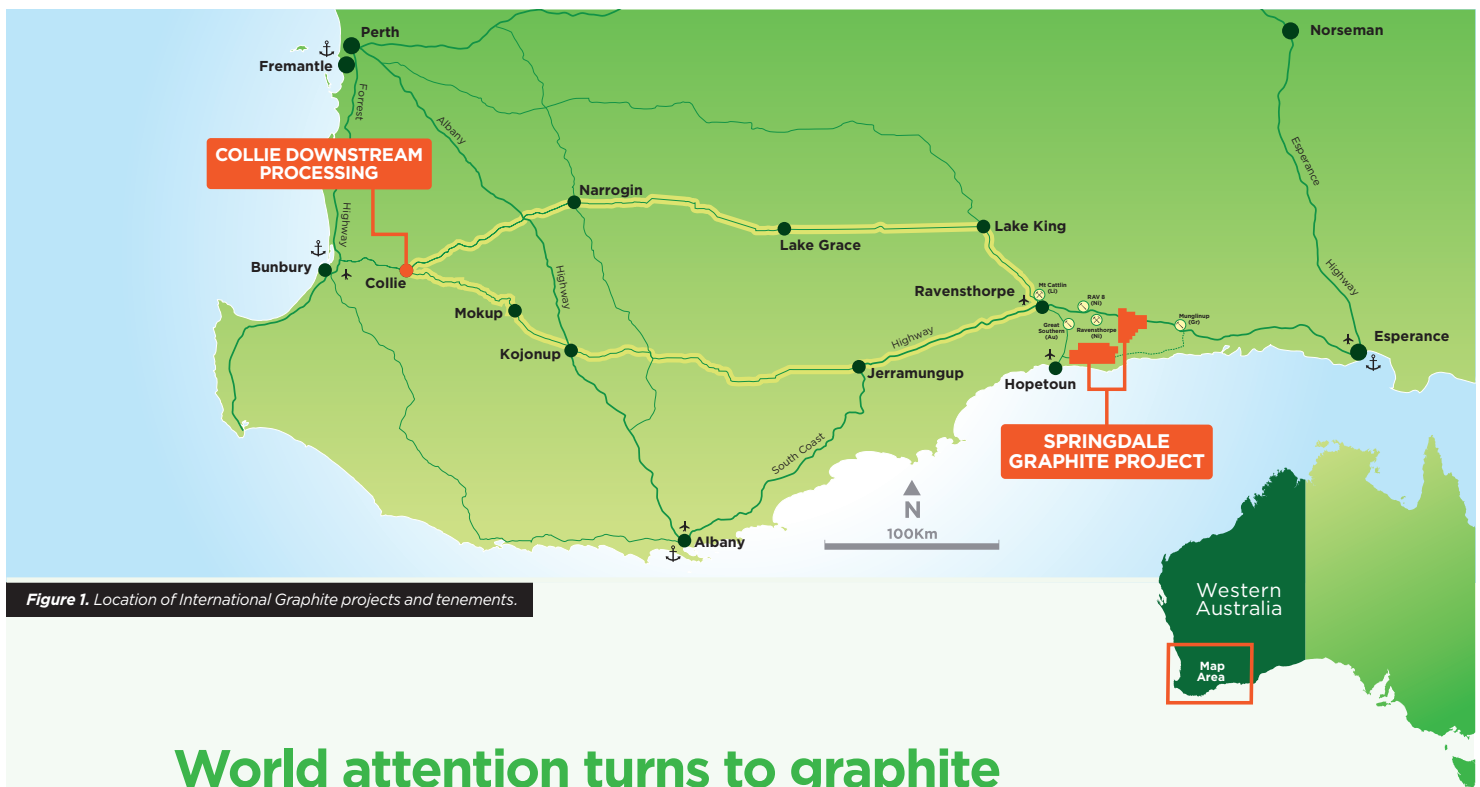 Perth
Norseman
Fremantle
Forrest
Albany
Esperance
COLLIE DOWNSTREAM
PROCESSING
Narrogin
Highway
Lake King
Lake Grace
Bunbury
Collie
Highway
Highway
Ravensthorpe
Mt Cattlin
(Li)
RAV 8
(Ni)
Mokup
Great
Southern
(Au)
Ravensthorpe
(Ni)
Munglinup
(Gr)
Kojonup
Highway
Esperance
Jerramungup
Hopetoun
South Coast
SPRINGDALE
GRAPHITE PROJECT
N
100Km
Albany
Figure 1. Location of International Graphite projects and tenements.
Western
Australia
Map
Area
World attention turns to graphite